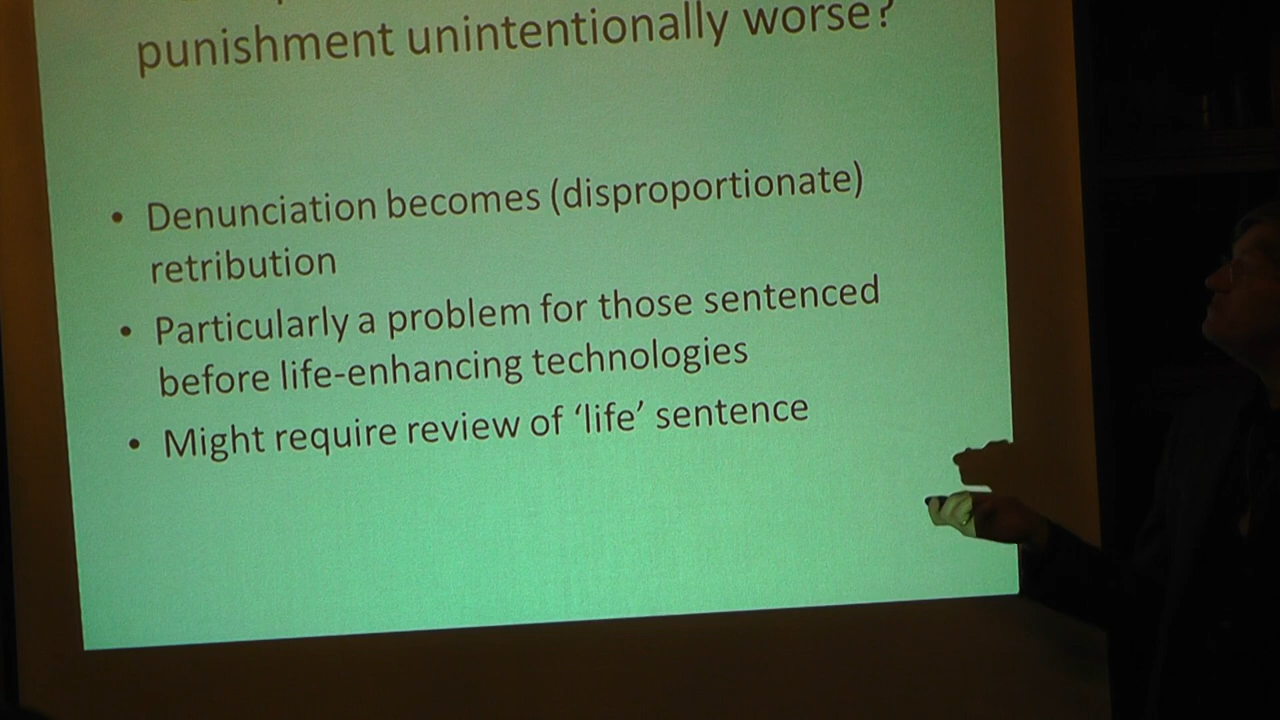 punishment unintentionally worse?
• Denunciation becomes (disproportionate)
retribution
• Particularly a problem for those sentenced
before life-enhancing technologies
• Might require review of ‘life’ sentence